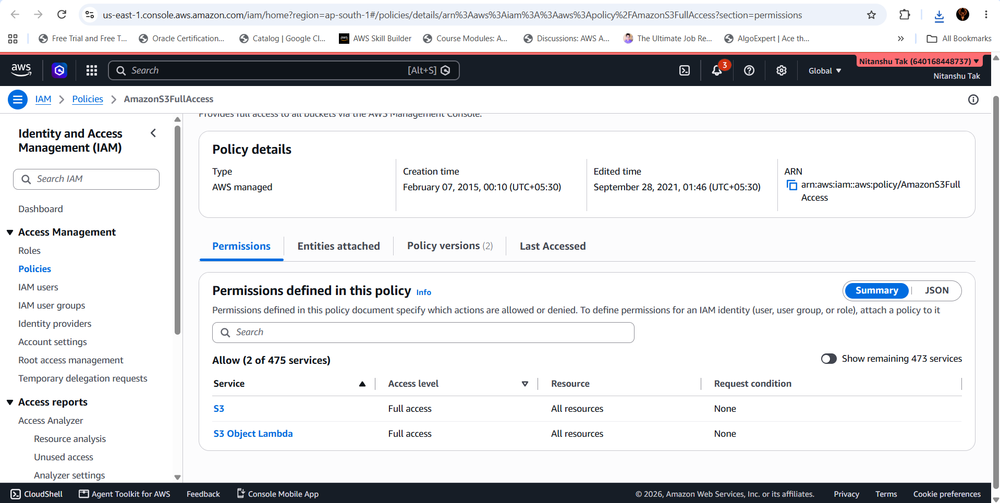 us-east-1.console.aws.amazon.com/iam/home?region=ap-south-1#/policies/details/arn%3Aaws%3Aiam%3A%3Aaws%3Apolicy%2FAmazonS3FullAccess?section=permissions
Free Trial and Free T...
Oracle Certification...
Catalog | Google Cl...
aws
AWS Skill Builder
Course Modules: A...
Discussions: AWS A...
The Ultimate Job Re...
AlgoExpert | Ace th...
»
All Bookmarks
aws
Search
[Alt+S]
3
Global
Nitanshu Tak (640168448737)
Nitanshu Tak
IAM
Policies
AmazonS3FullAccess
Provides full access to all buckets via the AWS Management Console.
Identity and Access
Management (IAM)
Search IAM
Dashboard
Access Management
Roles
Policies
IAM users
IAM user groups
Identity providers
Account settings
Root access management
Temporary delegation requests
Access reports
Access Analyzer
Resource analysis
Unused access
Analyzer settings
Policy details
Type
AWS managed
Creation time
February 07, 2015, 00:10 (UTC+05:30)
Edited time
September 28, 2021, 01:46 (UTC+05:30)
ARN
arn:aws:iam::aws:policy/AmazonS3Full
Access
Permissions
Entities attached
Policy versions (2)
Last Accessed
Permissions defined in this policy Info
Summary
JSON
Permissions defined in this policy document specify which actions are allowed or denied. To define permissions for an IAM identity (user, user group, or role), attach a policy to it
Search
Allow (2 of 475 services)
Show remaining 473 services
Service
Access level
Resource
Request condition
S3
Full access
All resources
None
S3 Object Lambda
Full access
All resources
None
CloudShell
Agent Toolkit for AWS
Feedback
Console Mobile App
© 2026, Amazon Web Services, Inc. or its affiliates.
Privacy
Terms
Cookie preferences